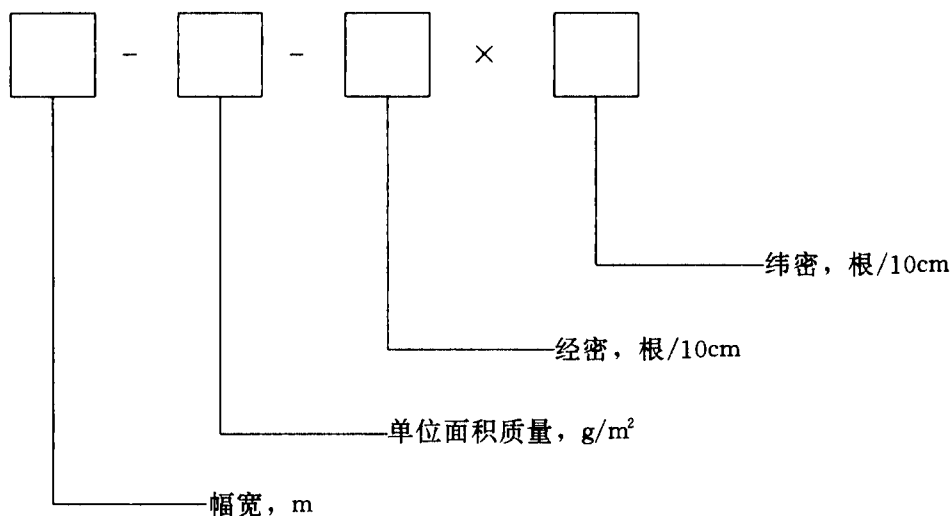 - - ×
纬密，根/10cm
经密，根/10cm
单位面积质量，g/m²
幅宽，m